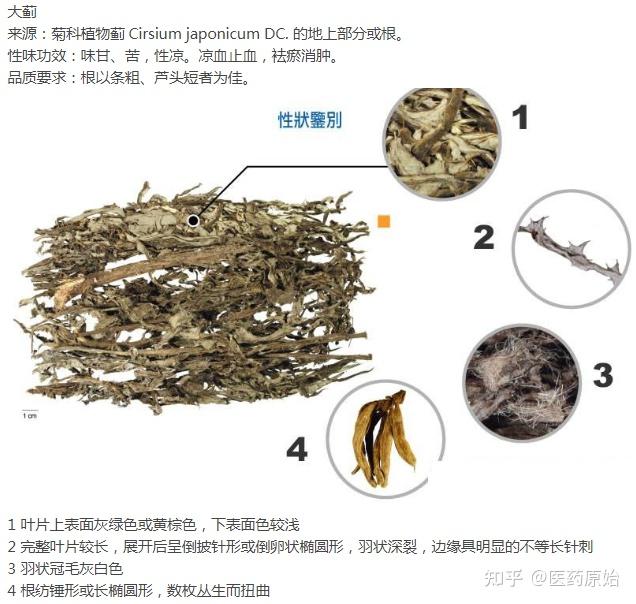 大蓟
来源：菊科植物蓟 Cirsium japonicum DC. 的地上部分或根。
性味功效：味甘、苦，性凉。凉血止血，祛瘀消肿。
品质要求：根以条粗、芦头短者为佳。
性狀鑒別
1
2
3
4
1 cm
1 叶片上表面灰绿色或黄棕色，下表面色较浅
2 完整叶片较长，展开后呈倒披针形或倒卵状椭圆形，羽状深裂，边缘具明显的不等长针刺
3 羽状冠毛灰白色
4 根纺锤形或长椭圆形，数枚丛生而扭曲
知乎 @医药原始